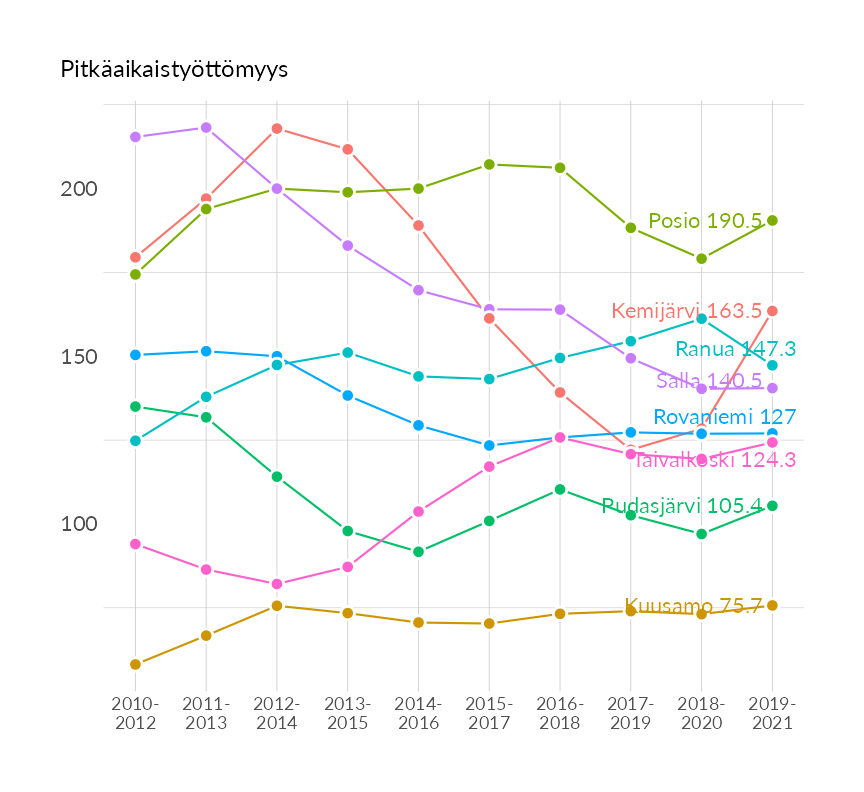 Pitkäaikaistyöttömyys
200
150
100
Posio 190.5
Kemijärvi 163.5
Ranua 147.3
Salla 140.5
Rovaniemi 127
Taivalkoski 124.3
Pudasjärvi 105.4
Kuusamo 75.7
2010- 2011- 2012- 2013- 2014- 2015- 2016- 2017- 2018- 2019-
2012 2013 2014 2015 2016 2017 2018 2019 2020 2021